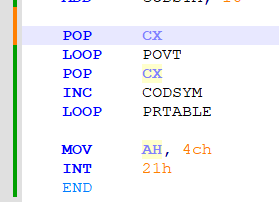 POP CX
LOOP POVT
POP CX
INC CODSYM
LOOP PRTABLE
MOV AH, 4ch
INT 21h
END